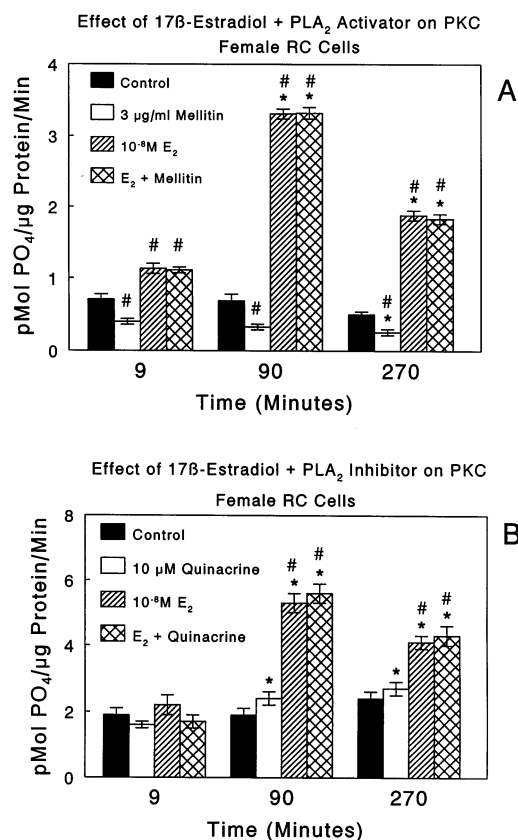 Effect of 17ß-Estradiol + PLA₂ Activator on PKC
Female RC Cells
A
pMol PO₄/µg Protein/Min
4
3
2
1
0
Control
3 µg/ml Mellitin
10⁻⁸M E₂
E₂ + Mellitin
# # #
# # * # *
# * # * # *
9 90 270
Time (Minutes)
Effect of 17ß-Estradiol + PLA₂ Inhibitor on PKC
Female RC Cells
B
pMol PO₄/µg Protein/Min
8
6
4
2
0
Control
10 µM Quinacrine
10⁻⁸M E₂
E₂ + Quinacrine
* # * # *
* # * # *
9 90 270
Time (Minutes)